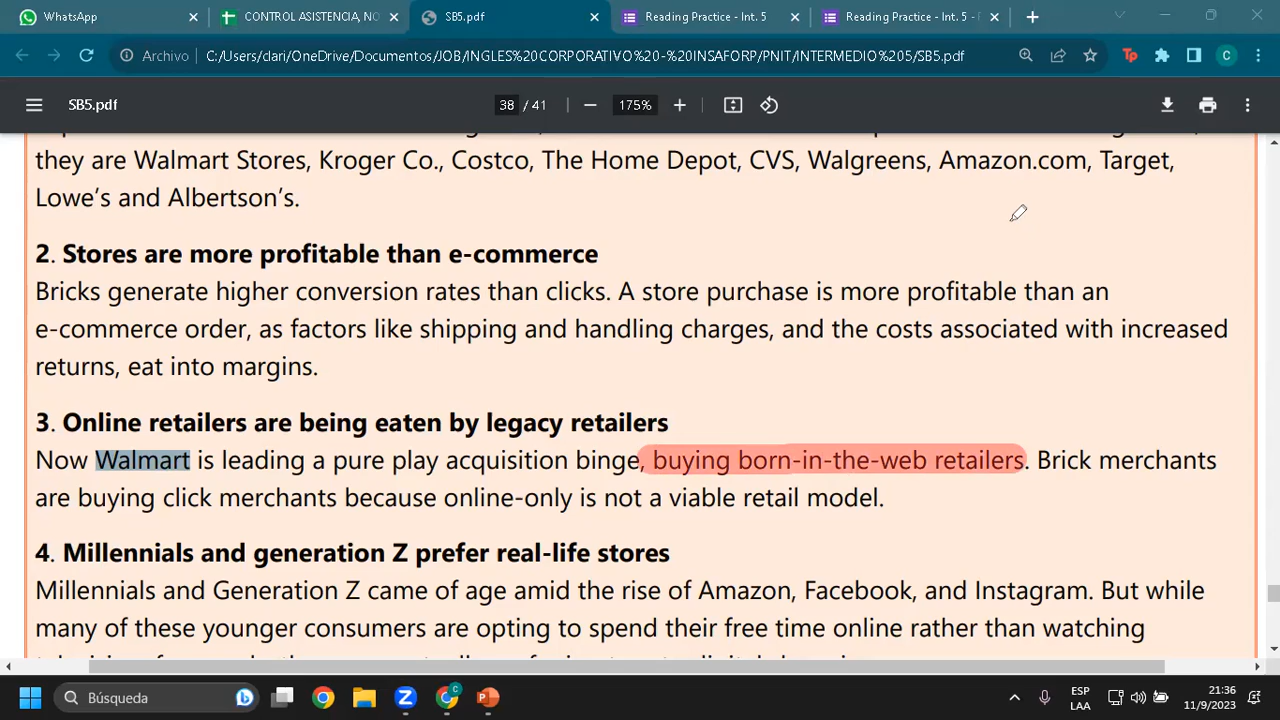 WhatsApp
CONTROL ASISTENCIA, NO
SB5.pdf
Reading Practice - Int. 5
Reading Practice - Int. 5 -
Archivo
C:/Users/clari/OneDrive/Documentos/JOB/INGLES%20CORPORATIVO%20-%20INSAFORP/PNIT/INTERMEDIO%205/SB5.pdf
C
SB5.pdf
38 / 41
175%
they are Walmart Stores, Kroger Co., Costco, The Home Depot, CVS, Walgreens, Amazon.com, Target,
Lowe’s and Albertson’s.
2. Stores are more profitable than e-commerce
Bricks generate higher conversion rates than clicks. A store purchase is more profitable than an
e-commerce order, as factors like shipping and handling charges, and the costs associated with increased
returns, eat into margins.
3. Online retailers are being eaten by legacy retailers
Now Walmart is leading a pure play acquisition binge, buying born-in-the-web retailers. Brick merchants
are buying click merchants because online-only is not a viable retail model.
4. Millennials and generation Z prefer real-life stores
Millennials and Generation Z came of age amid the rise of Amazon, Facebook, and Instagram. But while
many of these younger consumers are opting to spend their free time online rather than watching
Búsqueda
ESP
LAA
21:36
11/9/2023